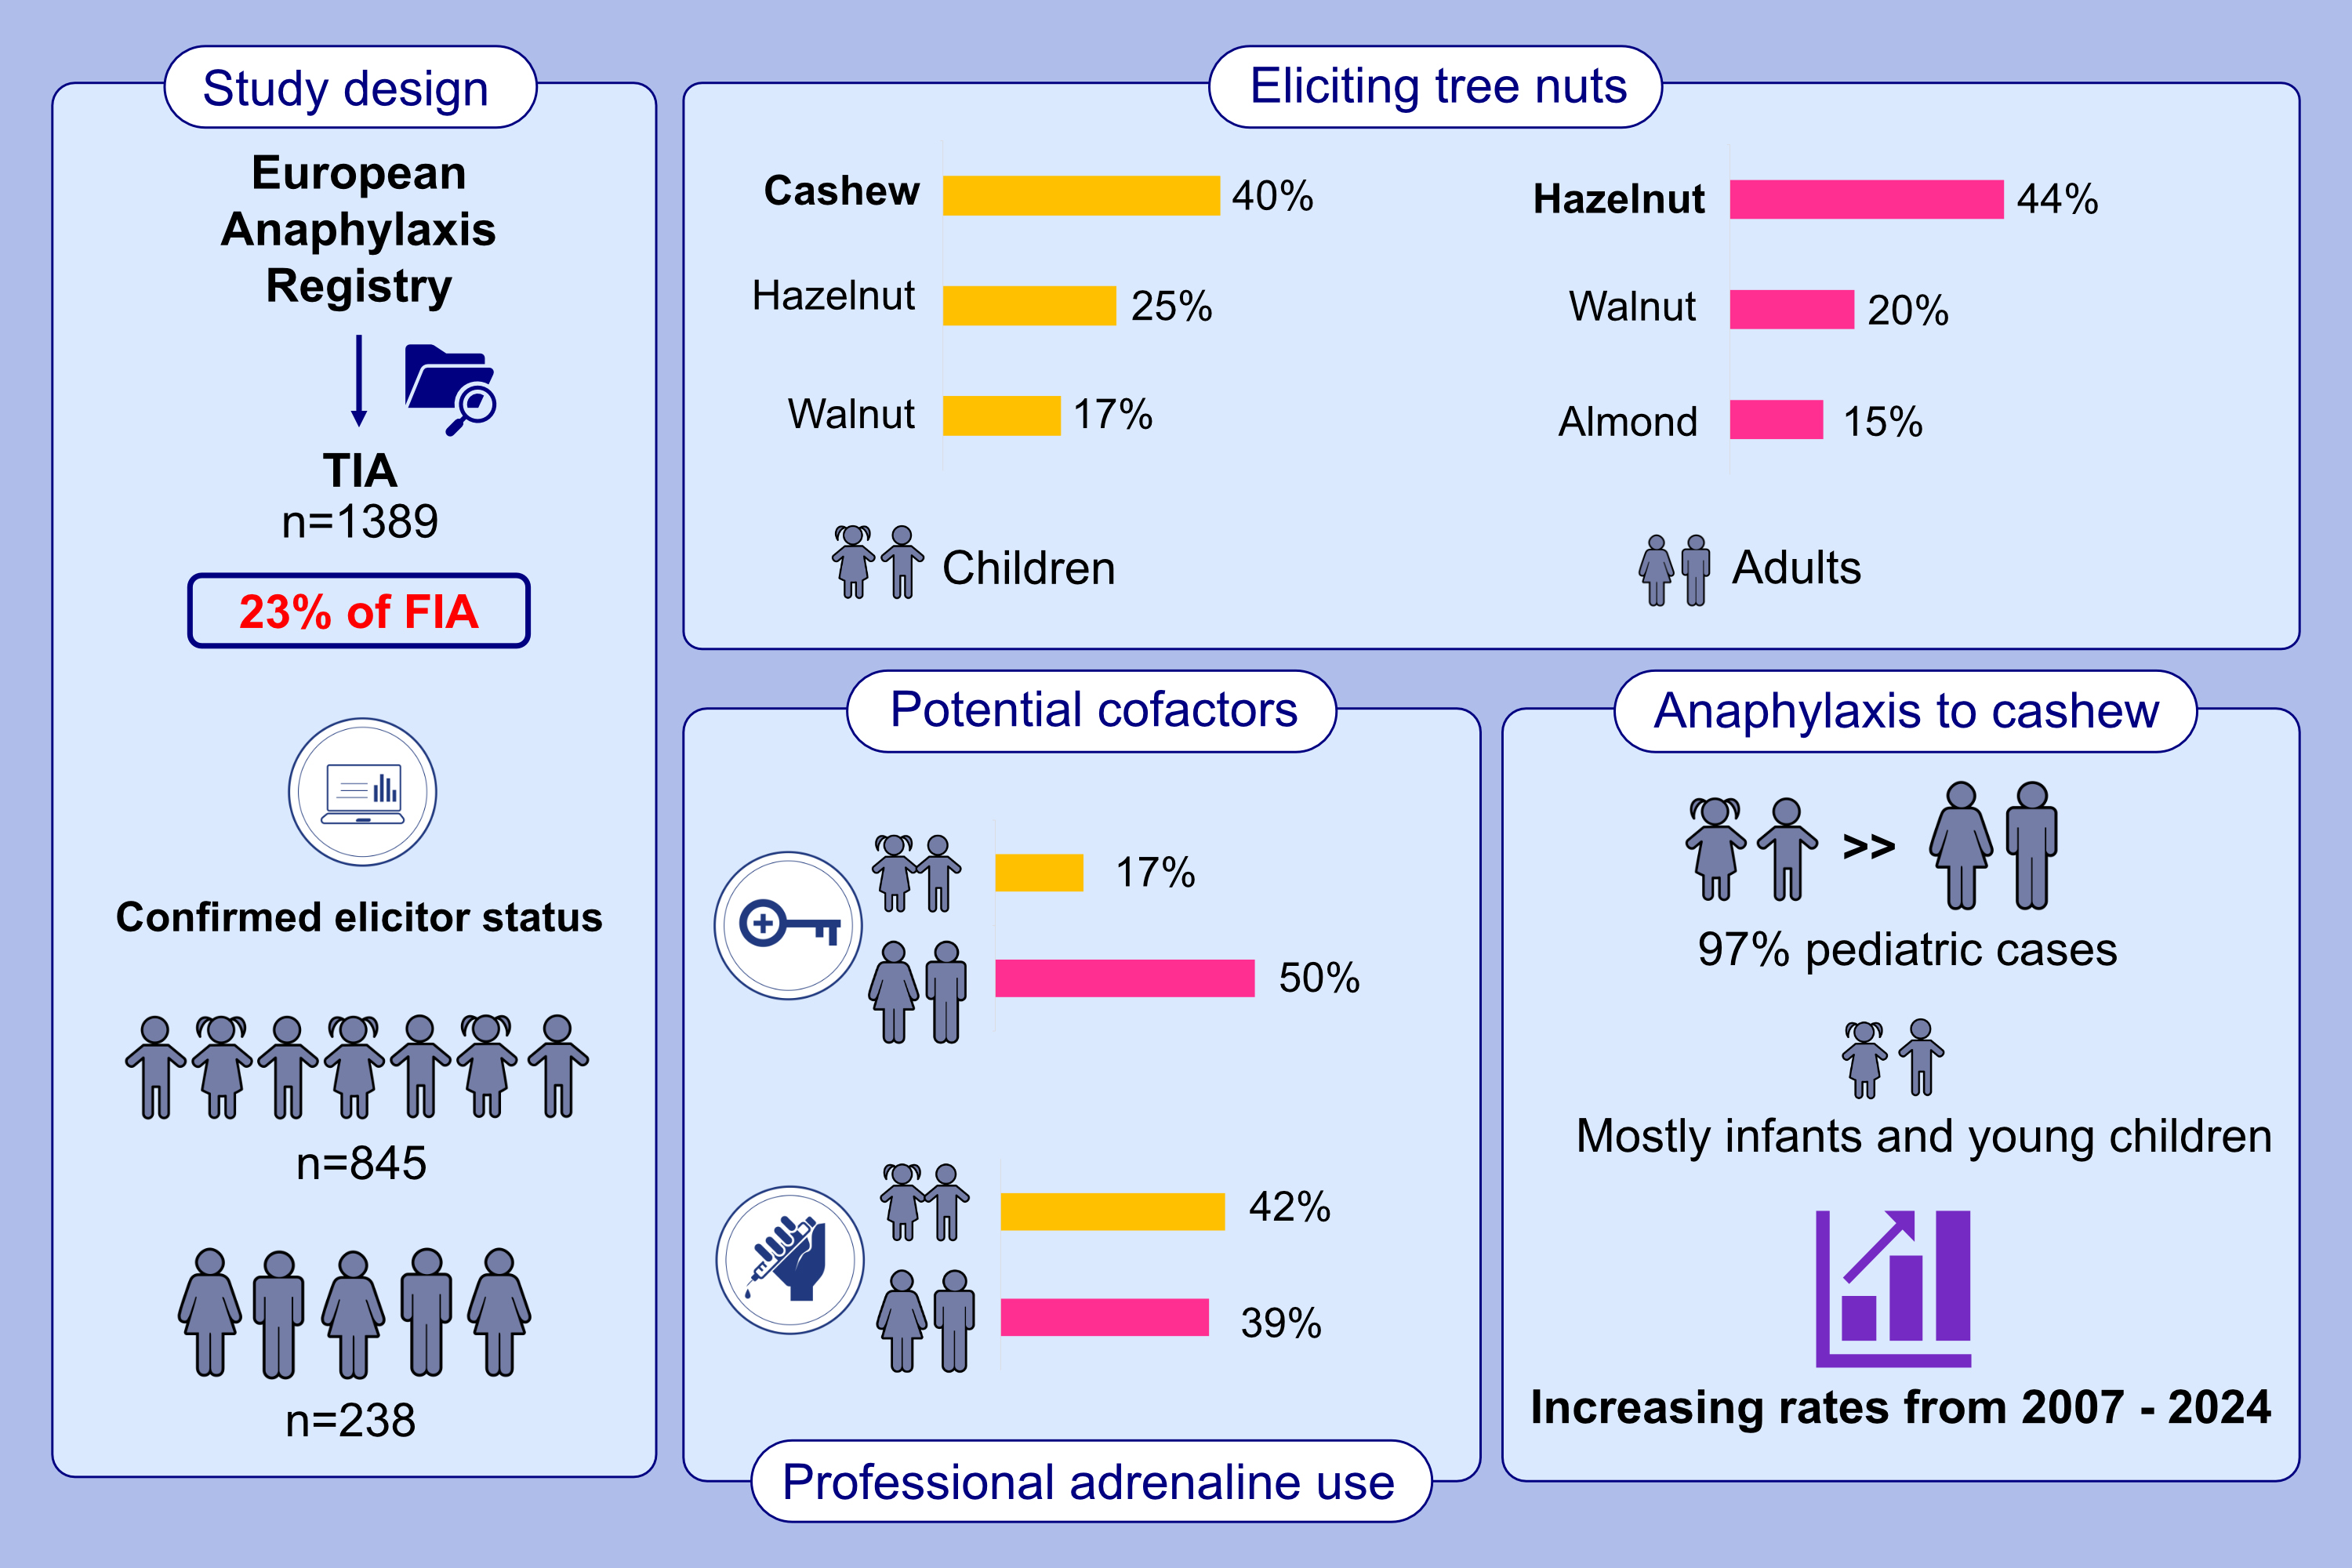 Study design
European
Anaphylaxis
Registry
TIA
n=1389
23% of FIA
Confirmed elicitor status
n=845
n=238
Eliciting tree nuts
Cashew 40%
Hazelnut 25%
Walnut 17%
Children
Hazelnut 44%
Walnut 20%
Almond 15%
Adults
Potential cofactors
17%
50%
42%
39%
Professional adrenaline use
Anaphylaxis to cashew
>>
97% pediatric cases
Mostly infants and young children
Increasing rates from 2007 - 2024